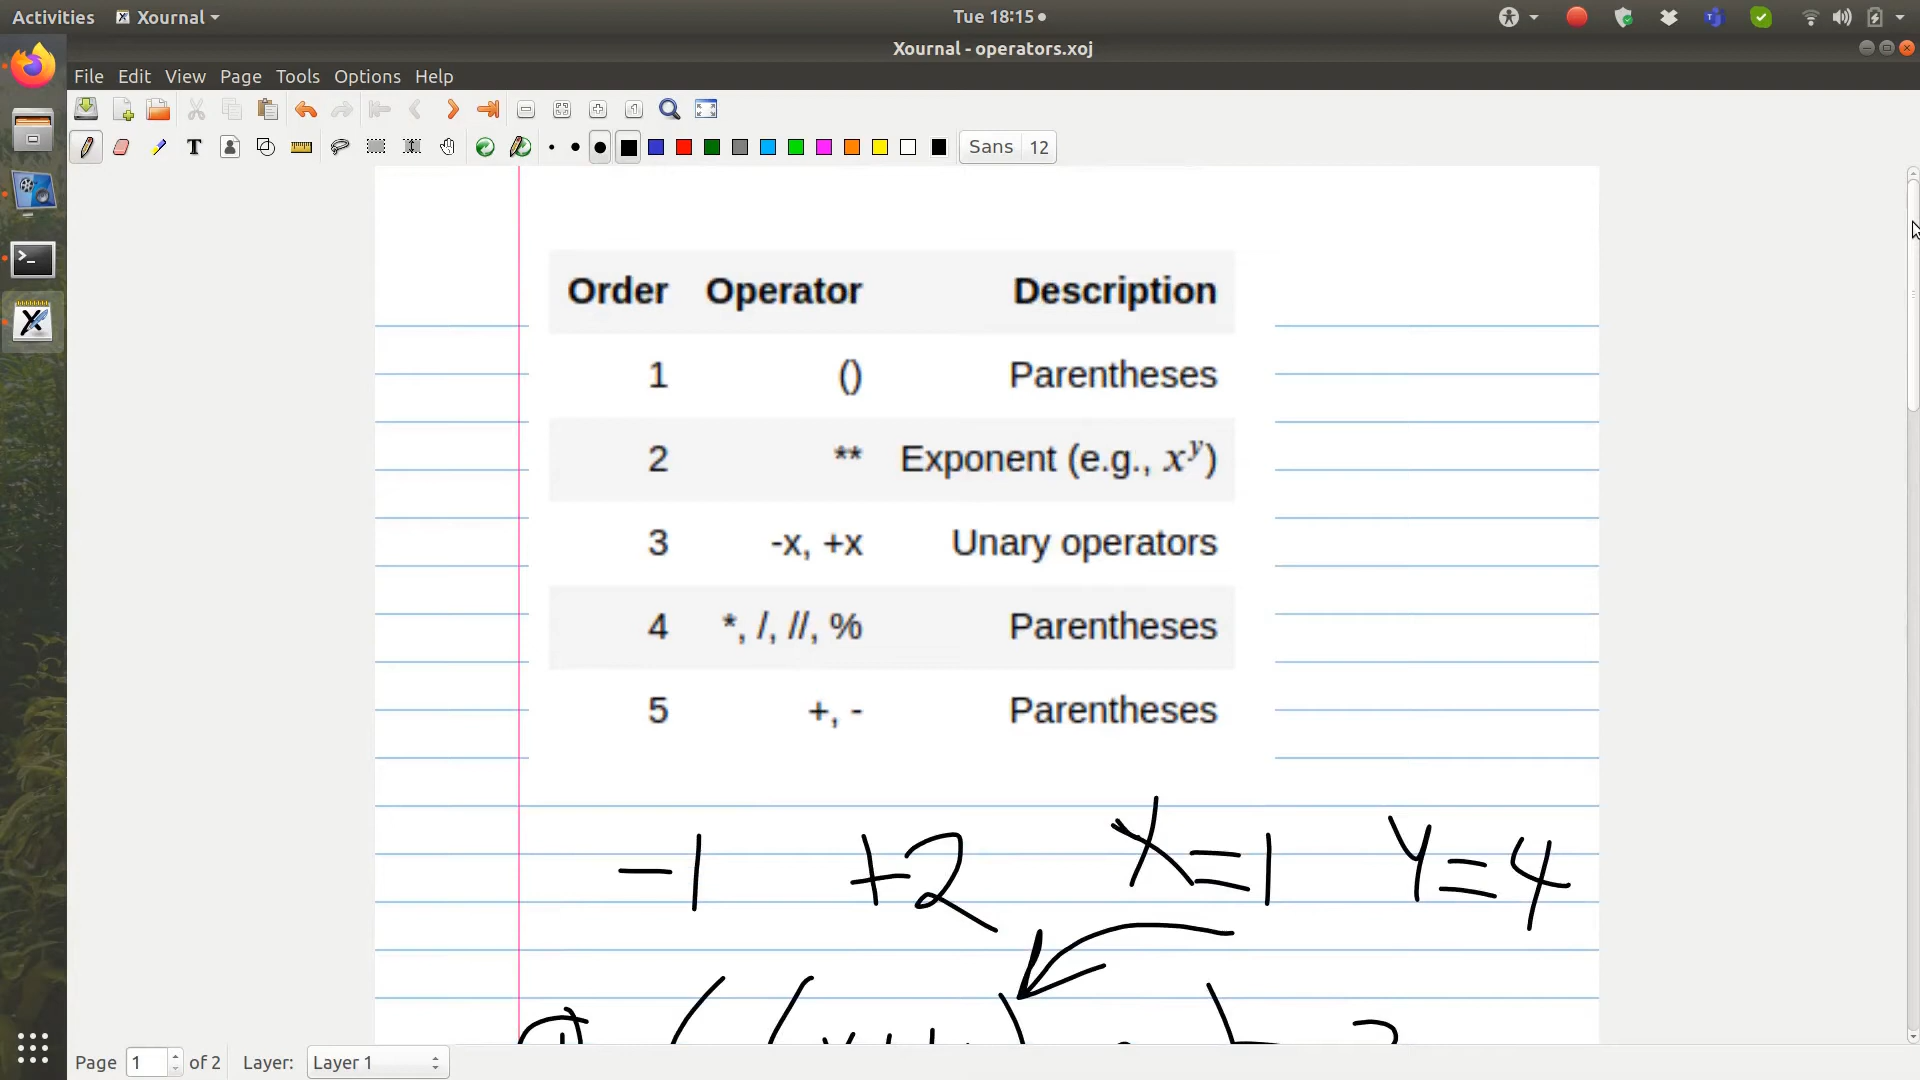 Activities Xournal Tue 18:15
Xournal - operators.xoj
File Edit View Page Tools Options Help
T Sans 12
Order Operator Description
1 () Parentheses
2 ** Exponent (e.g., x^y)
3 -x, +x Unary operators
4 *, /, //, % Parentheses
5 +, - Parentheses
-1 +2 x=1 y=4
Page 1 of 2 Layer: Layer 1